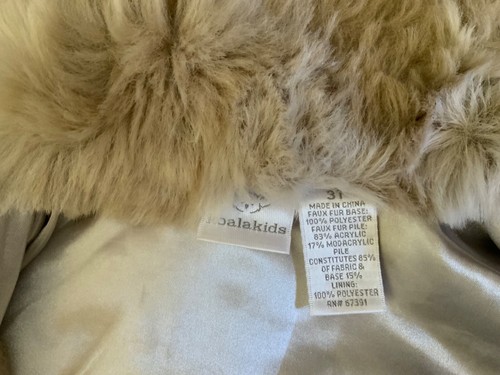 koalakids
3T
MADE IN CHINA
FAUX FUR BASE:
100% POLYESTER
FAUX FUR PILE:
83% ACRYLIC
17% MODACRYLIC
PILE
CONSTITUTES 85%
OF FABRIC &
BASE 15%
LINING:
100% POLYESTER
RN# 67391